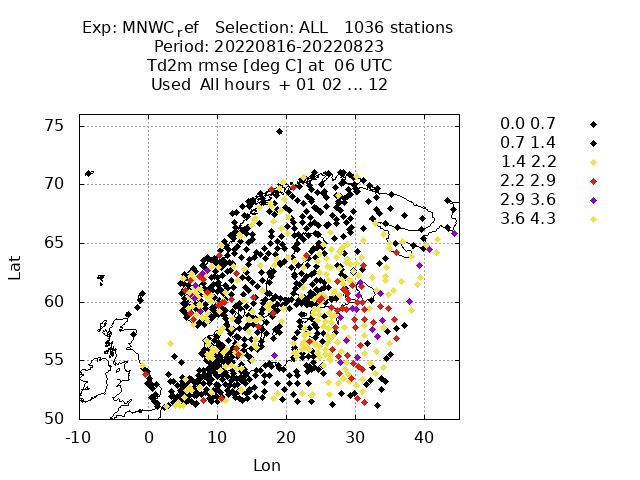 Exp: MNWC_ref   Selection: ALL   1036 stations
Period: 20220816-20220823
Td2m rmse [deg C] at  06 UTC
Used  All hours  + 01 02 ... 12
0.0 0.7
0.7 1.4
1.4 2.2
2.2 2.9
2.9 3.6
3.6 4.3
75
70
65
60
55
50
Lat
-10 0 10 20 30 40
Lon